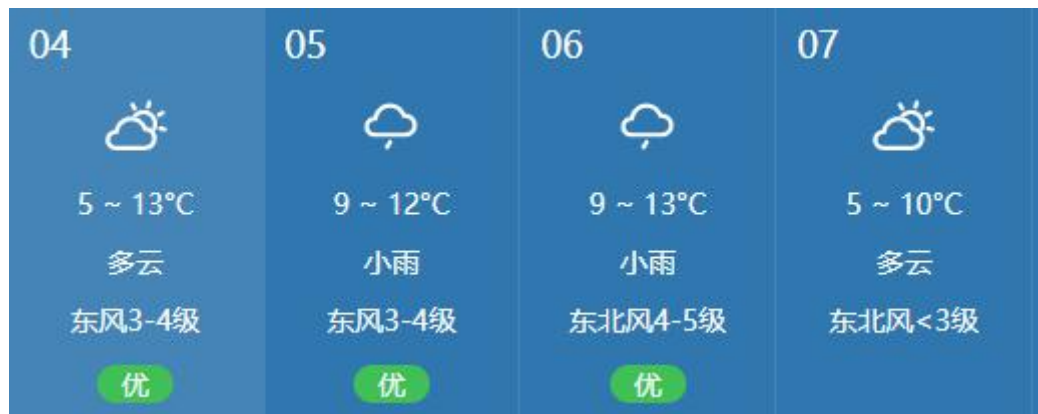 04
05
06
07
5 ~ 13°C
9 ~ 12°C
9 ~ 13°C
5 ~ 10°C
多云
小雨
小雨
多云
东风3-4级
东风3-4级
东北风4-5级
东北风<3级
优
优
优